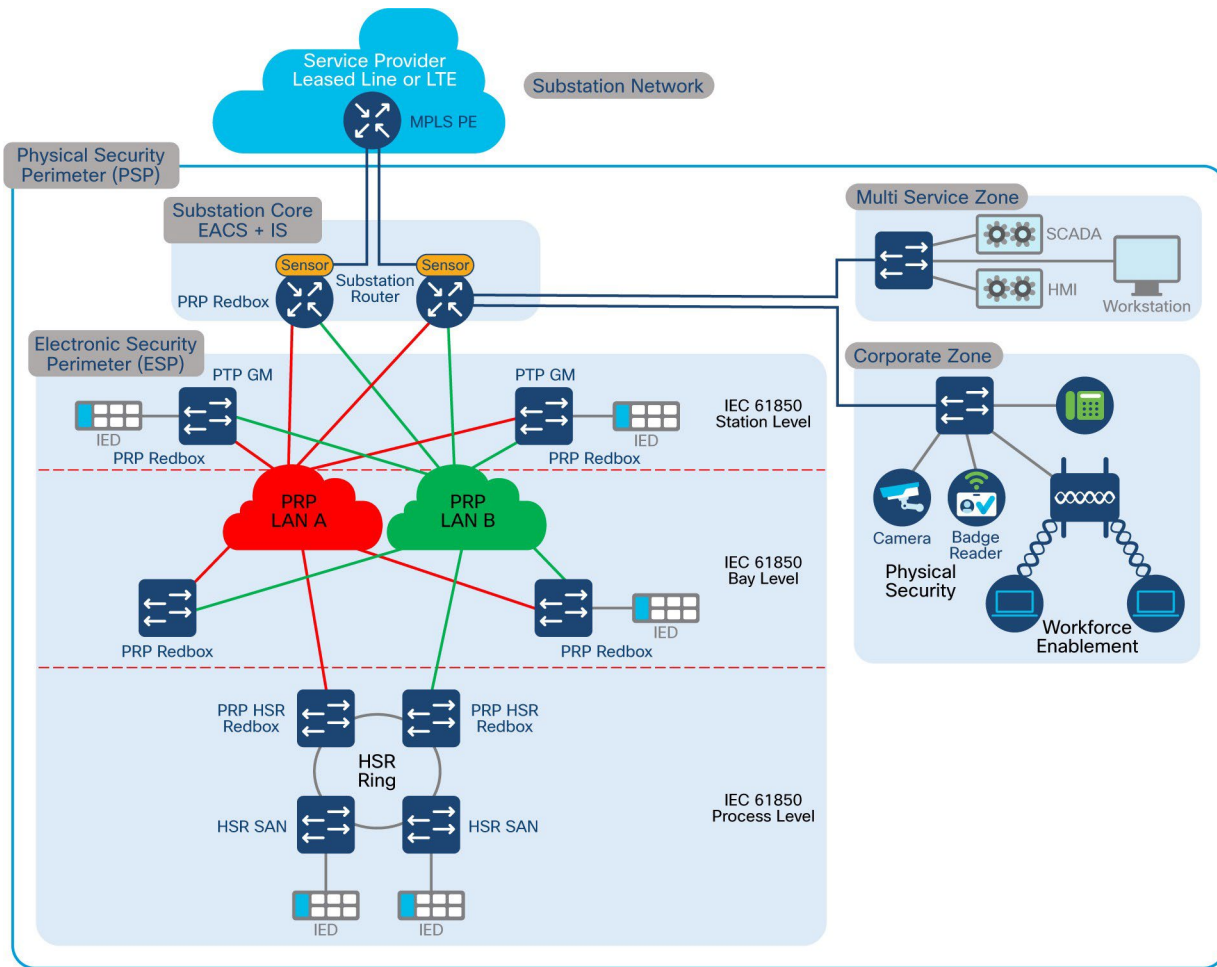 Service Provider
Leased Line or LTE
MPLS PE
Substation Network
Physical Security
Perimeter (PSP)
Substation Core
EACS + IS
Sensor
Sensor
Substation
Router
PRP Redbox
Multi Service Zone
SCADA
HMI
Workstation
Electronic Security
Perimeter (ESP)
PTP GM
PTP GM
IED
IED
PRP Redbox
PRP Redbox
IEC 61850
Station Level
Corporate Zone
Camera
Badge
Reader
Physical
Security
Workforce
Enablement
PRP
LAN A
PRP
LAN B
IEC 61850
Bay Level
PRP Redbox
PRP Redbox
IED
PRP HSR
Redbox
PRP HSR
Redbox
HSR
Ring
HSR SAN
HSR SAN
IEC 61850
Process Level
IED
IED